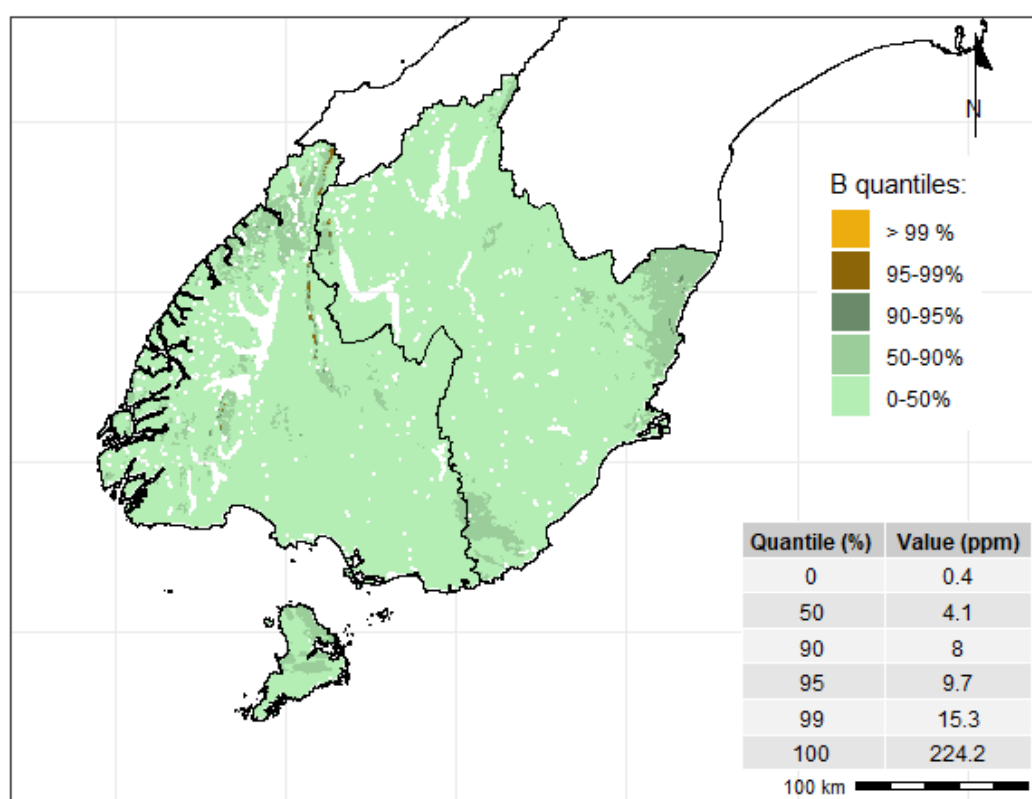 N
B quantiles:
> 99 %
95-99%
90-95%
50-90%
0-50%
Quantile (%) Value (ppm)
0 0.4
50 4.1
90 8
95 9.7
99 15.3
100 224.2
100 km